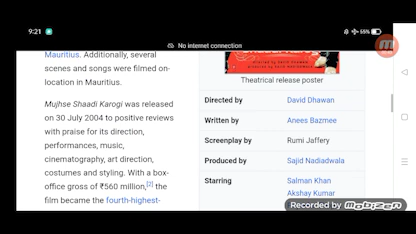 9:21
55%
No internet connection
Mauritius. Additionally, several
scenes and songs were filmed on-
location in Mauritius.
Mujhse Shaadi Karogi was released
on 30 July 2004 to positive reviews
with praise for its direction,
performances, music,
cinematography, art direction,
costumes and styling. With a box-
office gross of ₹560 million,[2] the
film became the fourth-highest-
Theatrical release poster
Directed by David Dhawan
Written by Anees Bazmee
Screenplay by Rumi Jaffery
Produced by Sajid Nadiadwala
Starring Salman Khan
Akshay Kumar
Recorded by Mobizen